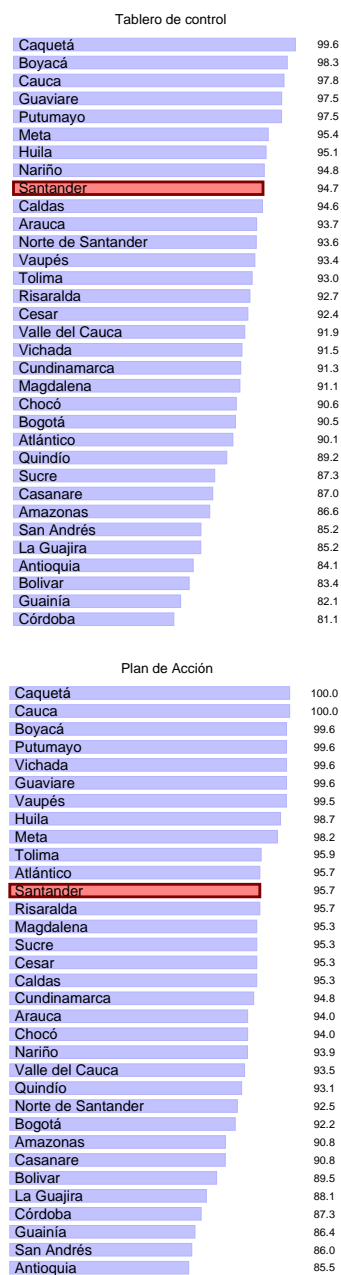 Tablero de control
Caquetá 99.6
Boyacá 98.3
Cauca 97.8
Guaviare 97.5
Putumayo 97.5
Meta 95.4
Huila 95.1
Nariño 94.8
Santander 94.7
Caldas 94.6
Arauca 93.7
Norte de Santander 93.6
Vaupés 93.4
Tolima 93.0
Risaralda 92.7
Cesar 92.4
Valle del Cauca 91.9
Vichada 91.5
Cundinamarca 91.3
Magdalena 91.1
Chocó 90.6
Bogotá 90.5
Atlántico 90.1
Quindío 89.2
Sucre 87.3
Casanare 87.0
Amazonas 86.6
San Andrés 85.2
La Guajira 85.2
Antioquia 84.1
Bolivar 83.4
Guainía 82.1
Córdoba 81.1
Plan de Acción
Caquetá 100.0
Cauca 100.0
Boyacá 99.6
Putumayo 99.6
Vichada 99.6
Guaviare 99.6
Vaupés 99.5
Huila 98.7
Meta 98.2
Tolima 95.9
Atlántico 95.7
Santander 95.7
Risaralda 95.7
Magdalena 95.3
Sucre 95.3
Cesar 95.3
Caldas 95.3
Cundinamarca 94.8
Arauca 94.0
Chocó 94.0
Nariño 93.9
Valle del Cauca 93.5
Quindío 93.1
Norte de Santander 92.5
Bogotá 92.2
Amazonas 90.8
Casanare 90.8
Bolivar 89.5
La Guajira 88.1
Córdoba 87.3
Guainía 86.4
San Andrés 86.0
Antioquia 85.5